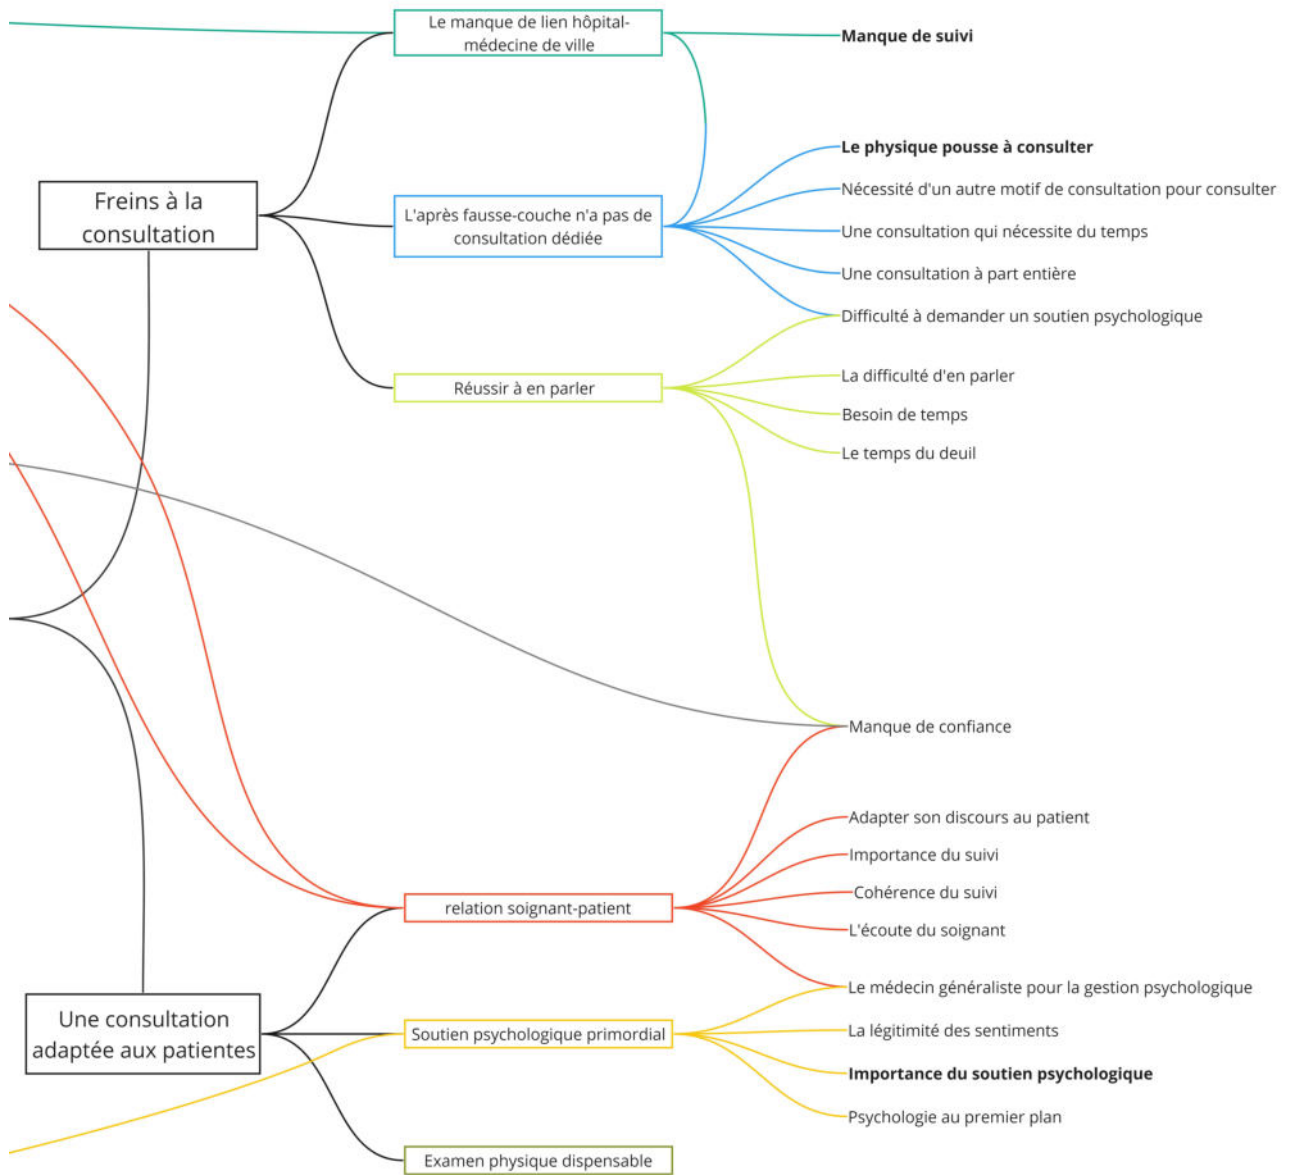 Le manque de lien hôpital-
médecine de ville
Manque de suivi
Le physique pousse à consulter
Freins à la
consultation
Nécessité d'un autre motif de consultation pour consulter
L'après fausse-couche n'a pas de
consultation dédiée
Une consultation qui nécessite du temps
Une consultation à part entière
Difficulté à demander un soutien psychologique
Réussir à en parler
La difficulté d'en parler
Besoin de temps
Le temps du deuil
Manque de confiance
Adapter son discours au patient
Importance du suivi
Cohérence du suivi
relation soignant-patient
L'écoute du soignant
Le médecin généraliste pour la gestion psychologique
Une consultation
adaptée aux patientes
Soutien psychologique primordial
La légitimité des sentiments
Importance du soutien psychologique
Psychologie au premier plan
Examen physique dispensable